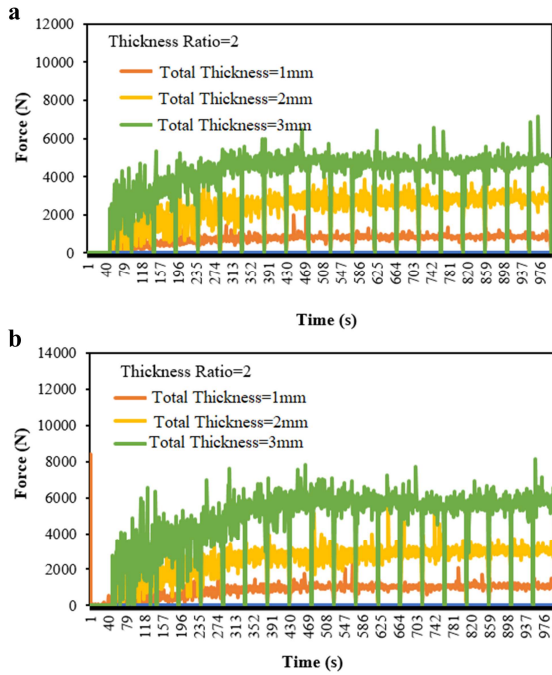 a
12000
10000
8000
6000
4000
2000
0
Force (N)
Thickness Ratio=2
Total Thickness=1mm
Total Thickness=2mm
Total Thickness=3mm
1 40 79 118 157 196 235 274 313 352 391 430 469 508 547 586 625 664 703 742 781 820 859 898 937 976
Time (s)
b
14000
12000
10000
8000
6000
4000
2000
0
Force (N)
Thickness Ratio=2
Total Thickness=1mm
Total Thickness=2mm
Total Thickness=3mm
1 40 79 118 157 196 235 274 313 352 391 430 469 508 547 586 625 664 703 742 781 820 859 898 937 976
Time (s)